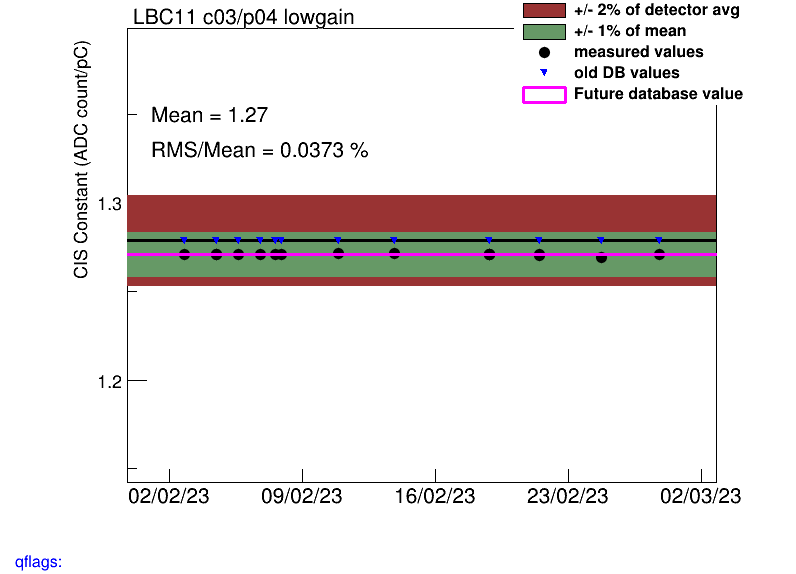 LBC11 c03/p04 lowgain
+/- 2% of detector avg
+/- 1% of mean
measured values
old DB values
Future database value
Mean = 1.27
RMS/Mean = 0.0373 %
CIS Constant (ADC count/pC)
1.3
1.2
02/02/23
09/02/23
16/02/23
23/02/23
02/03/23
qflags: